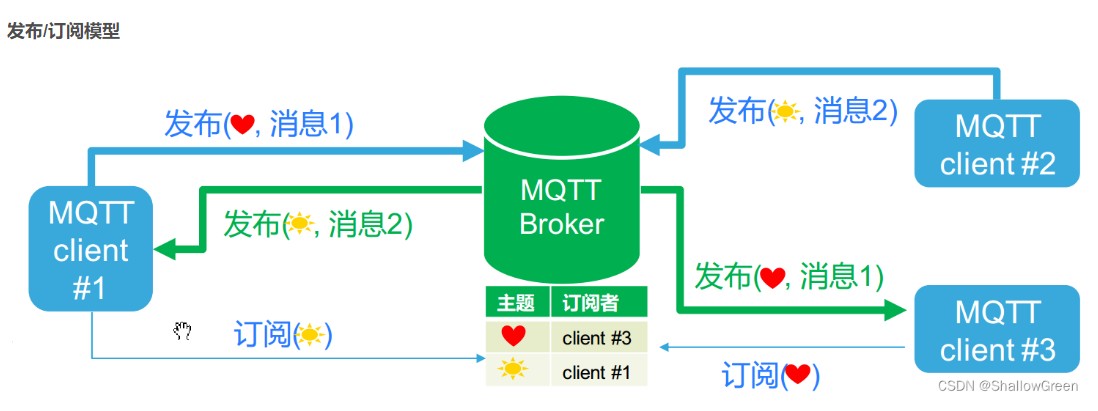 发布/订阅模型
发布(❤, 消息1)
发布(☀, 消息2)
MQTT
client #2
MQTT
client
#1
MQTT
Broker
发布(☀, 消息2)
发布(❤, 消息1)
主题 订阅者
❤ client #3
☀ client #1
订阅(☀)
订阅(❤)
MQTT
client #3
CSDN @ShallowGreen